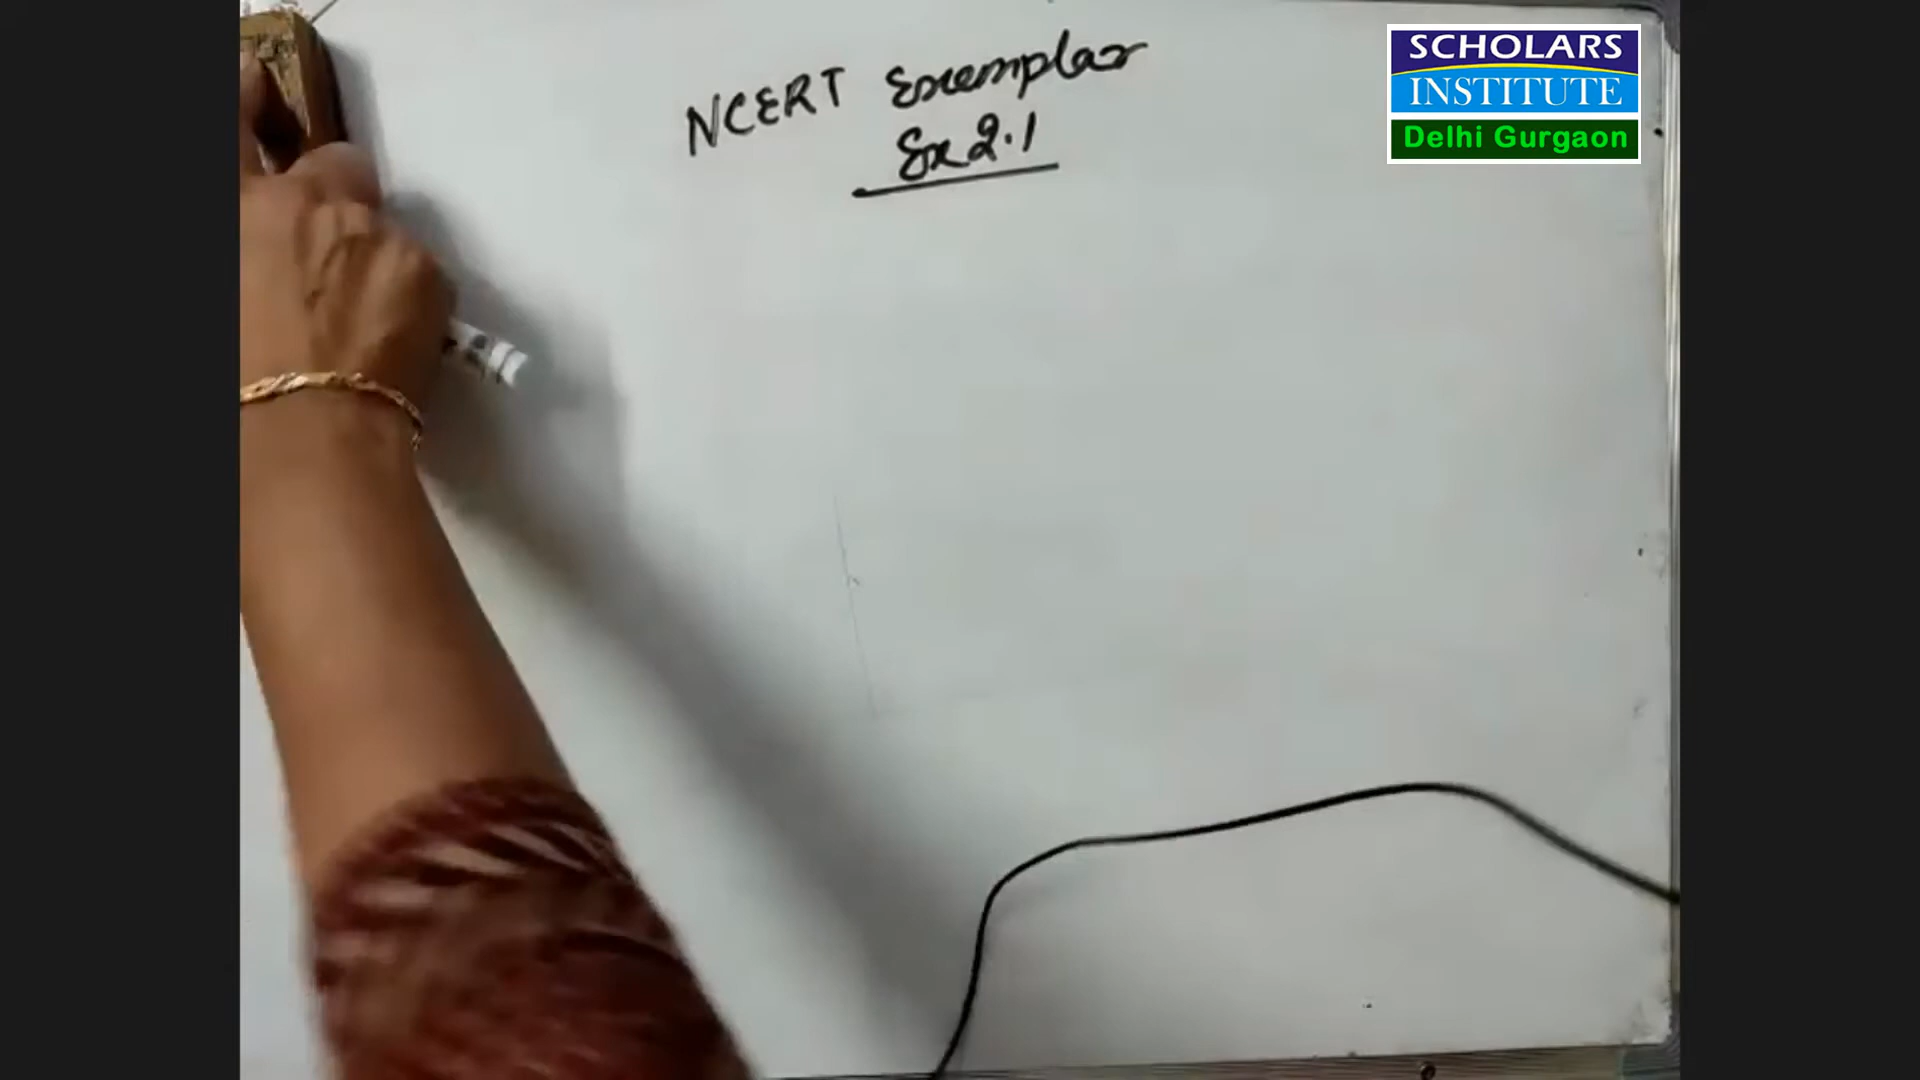 NCERT Exemplar
Ex 2.1
SCHOLARS
INSTITUTE
Delhi Gurgaon